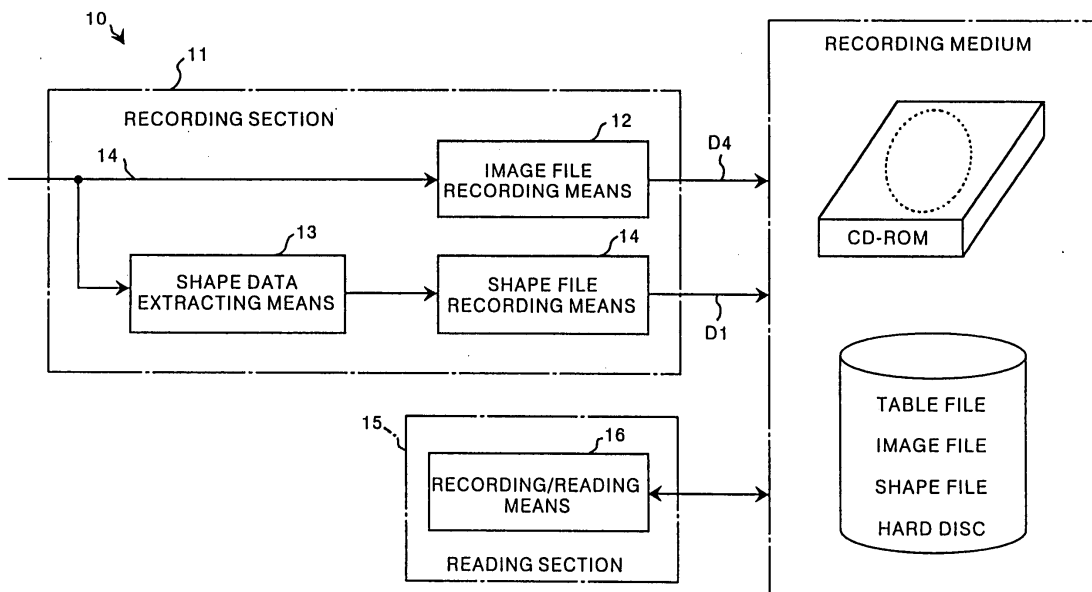 10
11
RECORDING SECTION
14
12
IMAGE FILE
RECORDING MEANS
D4
13
SHAPE DATA
EXTRACTING MEANS
14
SHAPE FILE
RECORDING MEANS
D1
15
16
RECORDING/READING
MEANS
READING SECTION
RECORDING MEDIUM
CD-ROM
TABLE FILE
IMAGE FILE
SHAPE FILE
HARD DISC